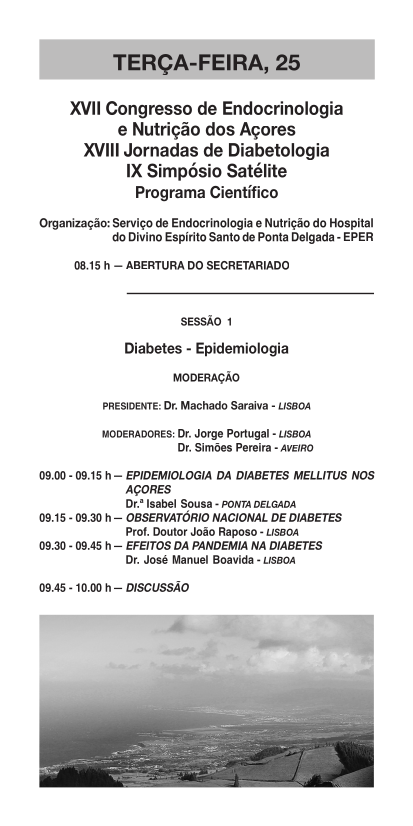 TERÇA-FEIRA, 25
XVII Congresso de Endocrinologia
e Nutrição dos Açores
XVIII Jornadas de Diabetologia
IX Simpósio Satélite
Programa Científico
Organização: Serviço de Endocrinologia e Nutrição do Hospital
do Divino Espírito Santo de Ponta Delgada - EPER
08.15 h — ABERTURA DO SECRETARIADO
SESSÃO 1
Diabetes - Epidemiologia
MODERAÇÃO
PRESIDENTE: Dr. Machado Saraiva - LISBOA
MODERADORES: Dr. Jorge Portugal - LISBOA
Dr. Simões Pereira - AVEIRO
09.00 - 09.15 h — EPIDEMIOLOGIA DA DIABETES MELLITUS NOS
AÇORES
Dr.ª Isabel Sousa - PONTA DELGADA
09.15 - 09.30 h — OBSERVATÓRIO NACIONAL DE DIABETES
Prof. Doutor João Raposo - LISBOA
09.30 - 09.45 h — EFEITOS DA PANDEMIA NA DIABETES
Dr. José Manuel Boavida - LISBOA
09.45 - 10.00 h — DISCUSSÃO